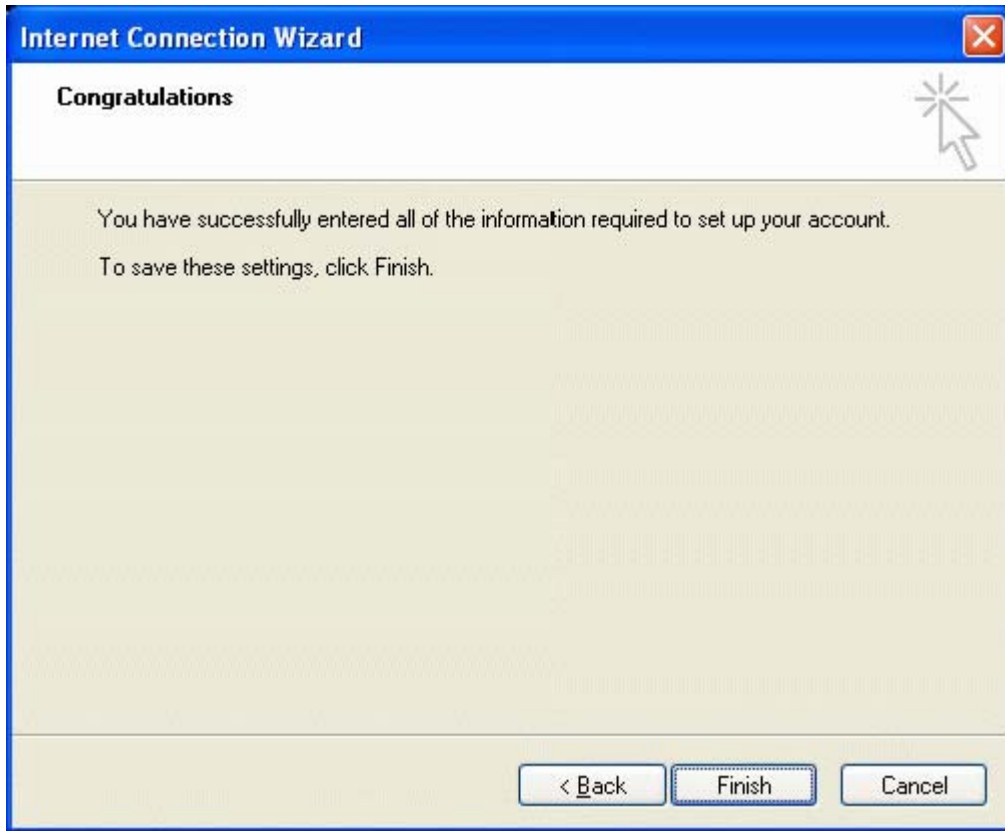 Internet Connection Wizard
Congratulations
You have successfully entered all of the information required to set up your account.
To save these settings, click Finish.
< Back
Finish
Cancel